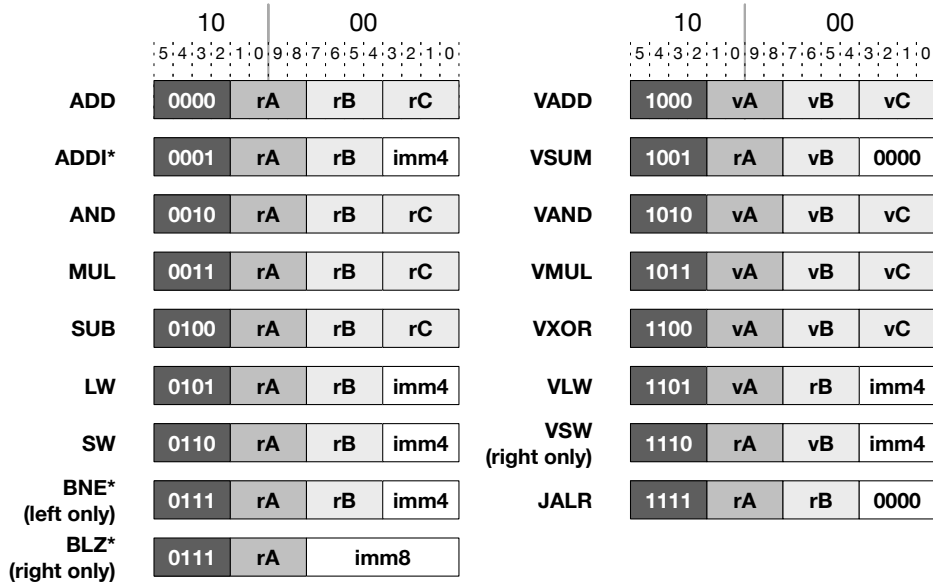 10 00 10 00
5 4 3 2 1 0 9 8 7 6 5 4 3 2 1 0 5 4 3 2 1 0 9 8 7 6 5 4 3 2 1 0
ADD 0000 rA rB rC VADD 1000 vA vB vC
ADDI* 0001 rA rB imm4 VSUM 1001 rA vB 0000
AND 0010 rA rB rC VAND 1010 vA vB vC
MUL 0011 rA rB rC VMUL 1011 vA vB vC
SUB 0100 rA rB rC VXOR 1100 vA vB vC
LW 0101 rA rB imm4 VLW 1101 vA rB imm4
SW 0110 rA rB imm4 VSW 1110 rA vB imm4
(right only)
BNE* 0111 rA rB imm4 JALR 1111 rA rB 0000
(left only)
BLZ* 0111 rA imm8
(right only)